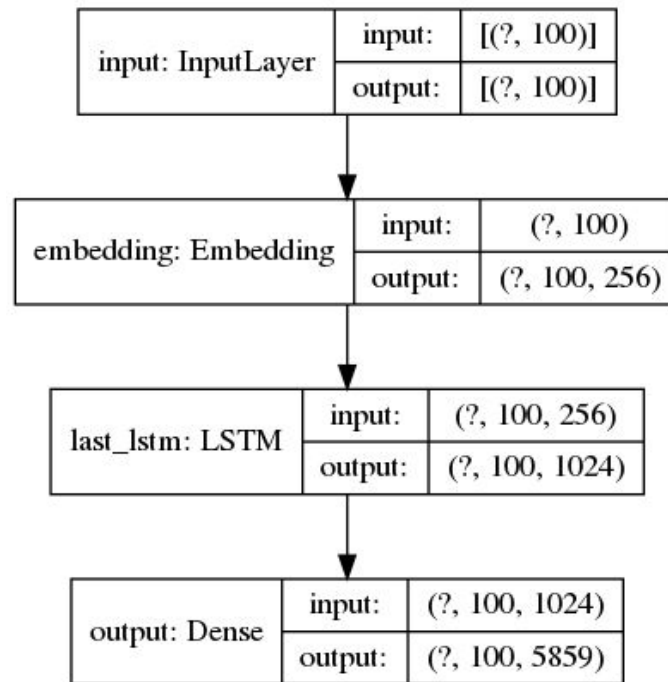 input: InputLayer
input: [(?, 100)]
output: [(?, 100)]
embedding: Embedding
input: (?, 100)
output: (?, 100, 256)
last_lstm: LSTM
input: (?, 100, 256)
output: (?, 100, 1024)
output: Dense
input: (?, 100, 1024)
output: (?, 100, 5859)